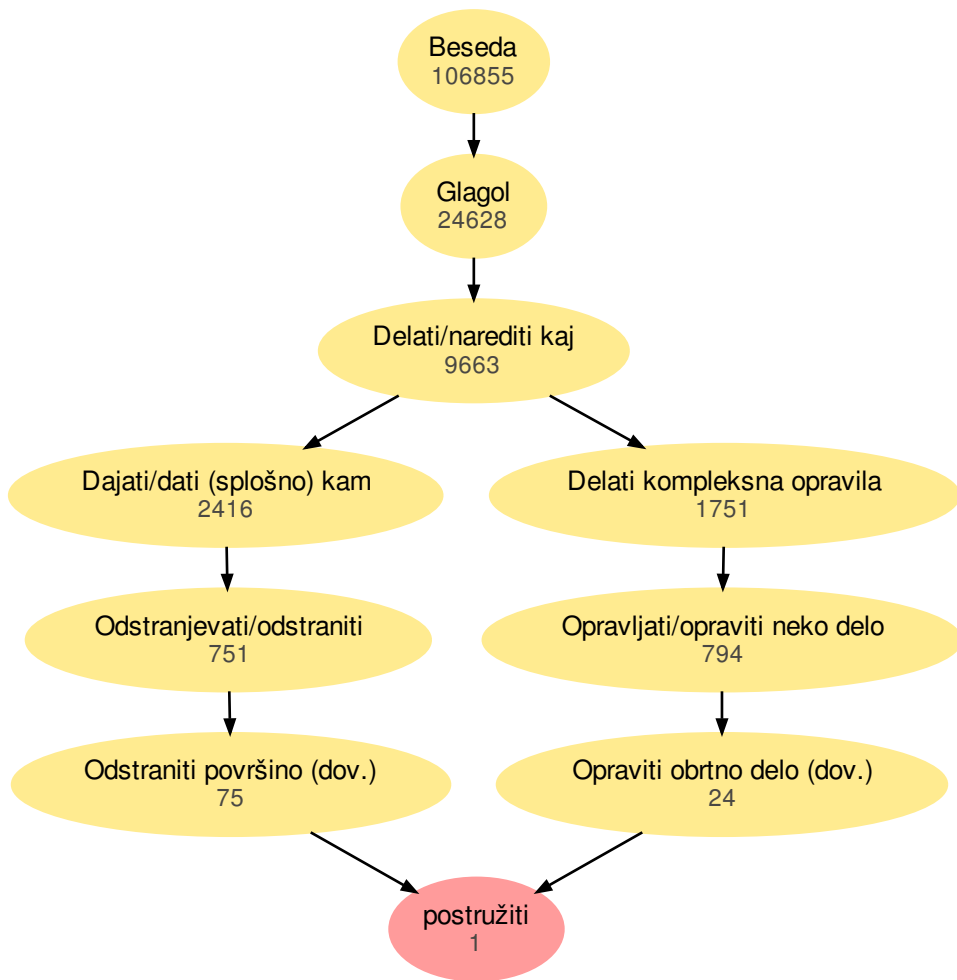 Beseda
106855
Glagol
24628
Delati/narediti kaj
9663
Dajati/dati (splošno) kam
2416
Delati kompleksna opravila
1751
Odstranjevati/odstraniti
751
Opravljati/opraviti neko delo
794
Odstraniti površino (dov.)
75
Opraviti obrtno delo (dov.)
24
postružiti
1